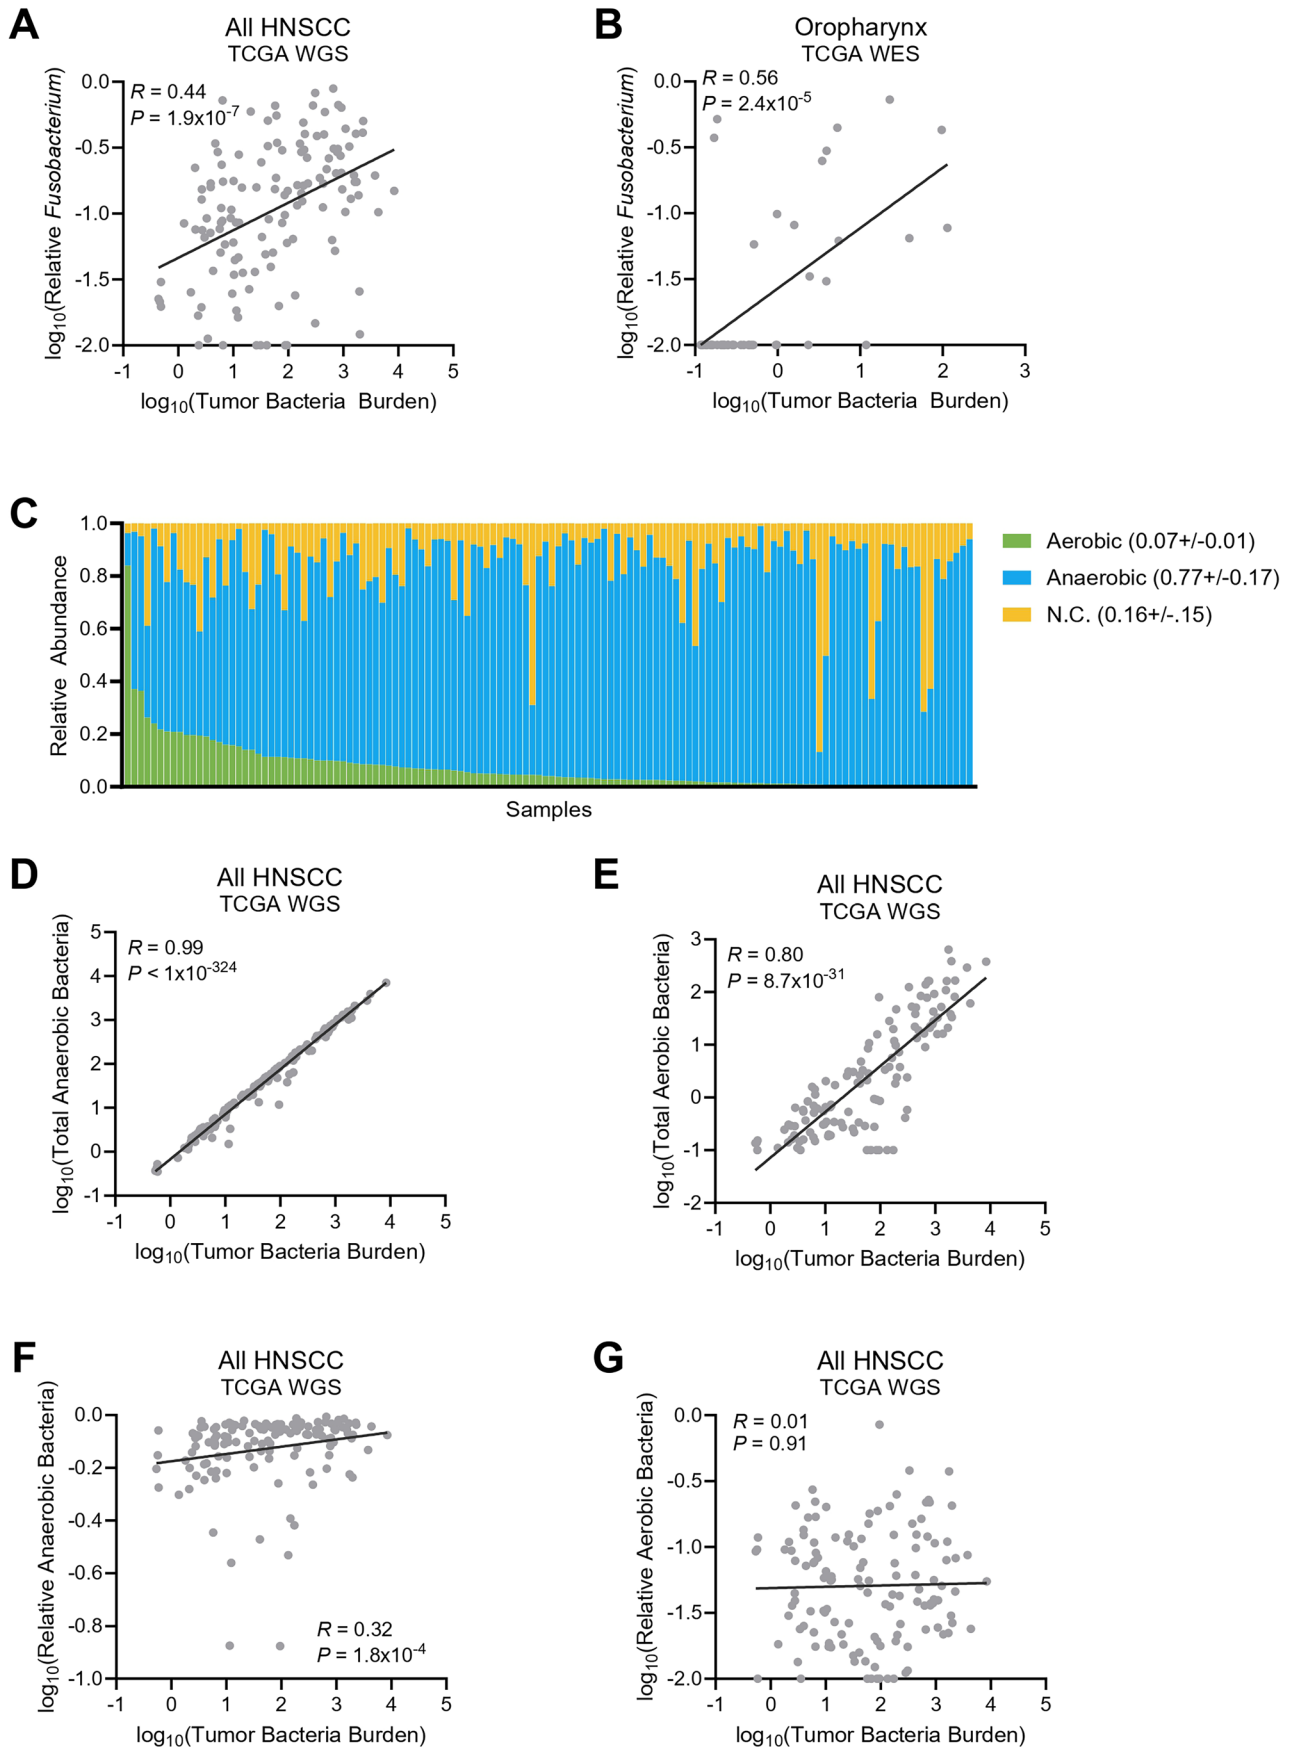 A
All HNSCC
TCGA WGS
R = 0.44
P = 1.9x10-7
log10(Relative Fusobacterium)
0.0
-0.5
-1.0
-1.5
-2.0
-1 0 1 2 3 4 5
log10(Tumor Bacteria Burden)
B
Oropharynx
TCGA WES
R = 0.56
P = 2.4x10-5
log10(Relative Fusobacterium)
0.0
-0.5
-1.0
-1.5
-2.0
-1 0 1 2 3
log10(Tumor Bacteria Burden)
C
Relative Abundance
1.0
0.8
0.6
0.4
0.2
0.0
Samples
Aerobic (0.07+/-0.01)
Anaerobic (0.77+/-0.17)
N.C. (0.16+/-.15)
D
All HNSCC
TCGA WGS
R = 0.99
P < 1x10-324
log10(Total Anaerobic Bacteria)
5
4
3
2
1
0
-1
-1 0 1 2 3 4 5
log10(Tumor Bacteria Burden)
E
All HNSCC
TCGA WGS
R = 0.80
P = 8.7x10-31
log10(Total Aerobic Bacteria)
3
2
1
0
-1
-2
-1 0 1 2 3 4 5
log10(Tumor Bacteria Burden)
F
All HNSCC
TCGA WGS
log10(Relative Anaerobic Bacteria)
0.0
-0.2
-0.4
-0.6
-0.8
-1.0
R = 0.32
P = 1.8x10-4
-1 0 1 2 3 4 5
log10(Tumor Bacteria Burden)
G
All HNSCC
TCGA WGS
R = 0.01
P = 0.91
log10(Relative Aerobic Bacteria)
0.0
-0.5
-1.0
-1.5
-2.0
-1 0 1 2 3 4 5
log10(Tumor Bacteria Burden)